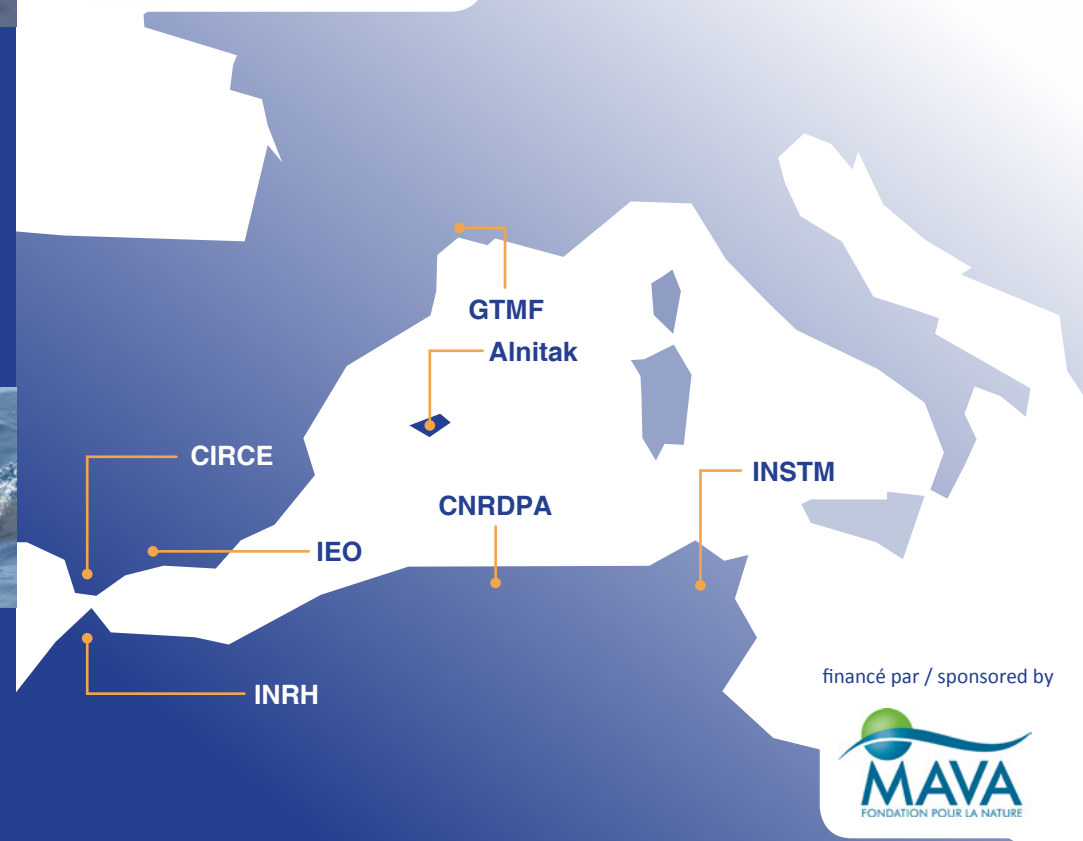 GTMF
Alnitak
CIRCE
INSTM
CNRDPA
IEO
financé par / sponsored by
INRH
MAVA
FONDATION POUR LA NATURE